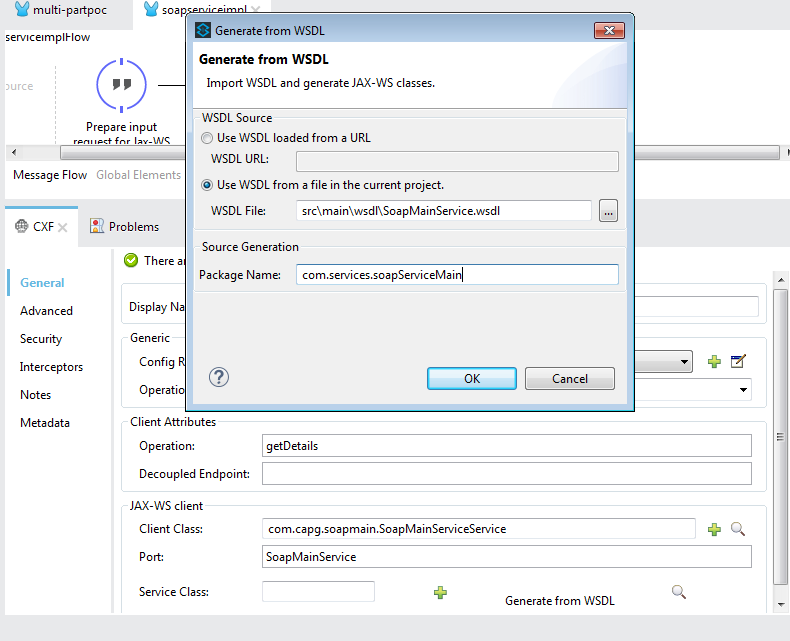 multi-partpoc
soapserviceimpl
serviceimplFlow
ource
Prepare input
request for Jax-WS
Message Flow
Global Elements
Generate from WSDL
Generate from WSDL
Import WSDL and generate JAX-WS classes.
WSDL Source
Use WSDL loaded from a URL
WSDL URL:
Use WSDL from a file in the current project.
WSDL File:
src\main\wsdl\SoapMainService.wsdl
...
Source Generation
Package Name:
com.services.soapServiceMain
?
OK
Cancel
CXF
Problems
There ar
General
Advanced
Security
Interceptors
Notes
Metadata
Display Na
Generic
Config R
Operatio
Client Attributes
Operation:
getDetails
Decoupled Endpoint:
JAX-WS client
Client Class:
com.capg.soapmain.SoapMainServiceService
Port:
SoapMainService
Service Class:
Generate from WSDL